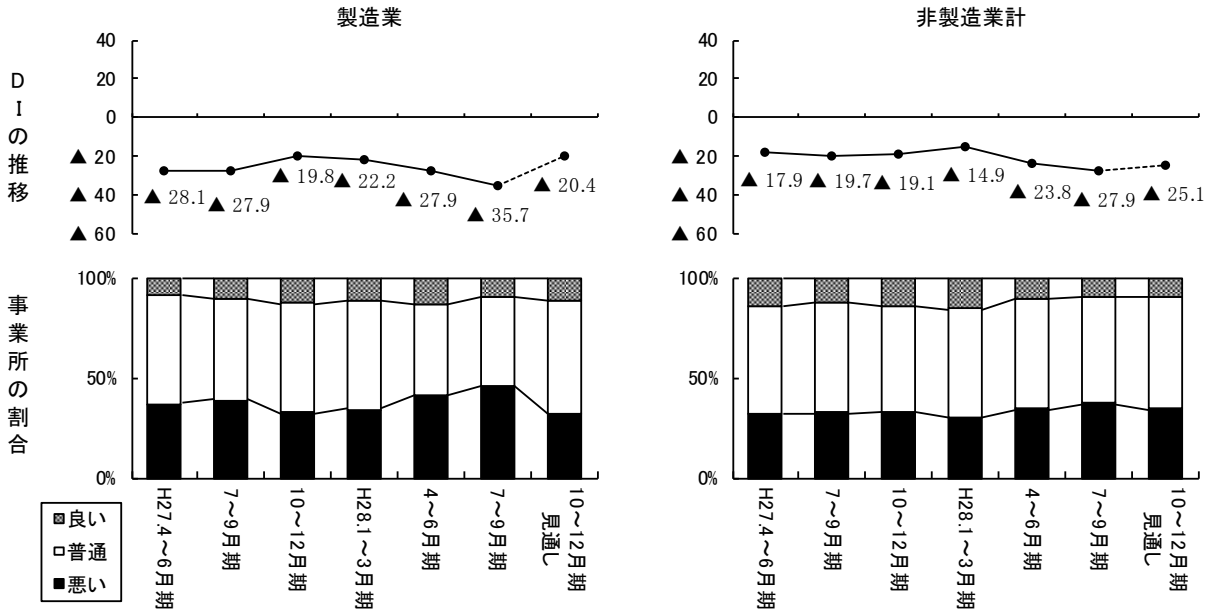 製造業
非製造業計
DIの推移
40
20
0
▲ 20
▲ 40
▲ 60
▲ 28.1
▲ 27.9
▲ 19.8
▲ 22.2
▲ 27.9
▲ 35.7
▲ 20.4
40
20
0
▲ 20
▲ 40
▲ 60
▲ 17.9
▲ 19.7
▲ 19.1
▲ 14.9
▲ 23.8
▲ 27.9
▲ 25.1
事業所の割合
100%
50%
0%
H27.4～6月期
7～9月期
10～12月期
H28.1～3月期
4～6月期
7～9月期
10～12月期
見通し
100%
50%
0%
H27.4～6月期
7～9月期
10～12月期
H28.1～3月期
4～6月期
7～9月期
10～12月期
見通し
良い
普通
悪い